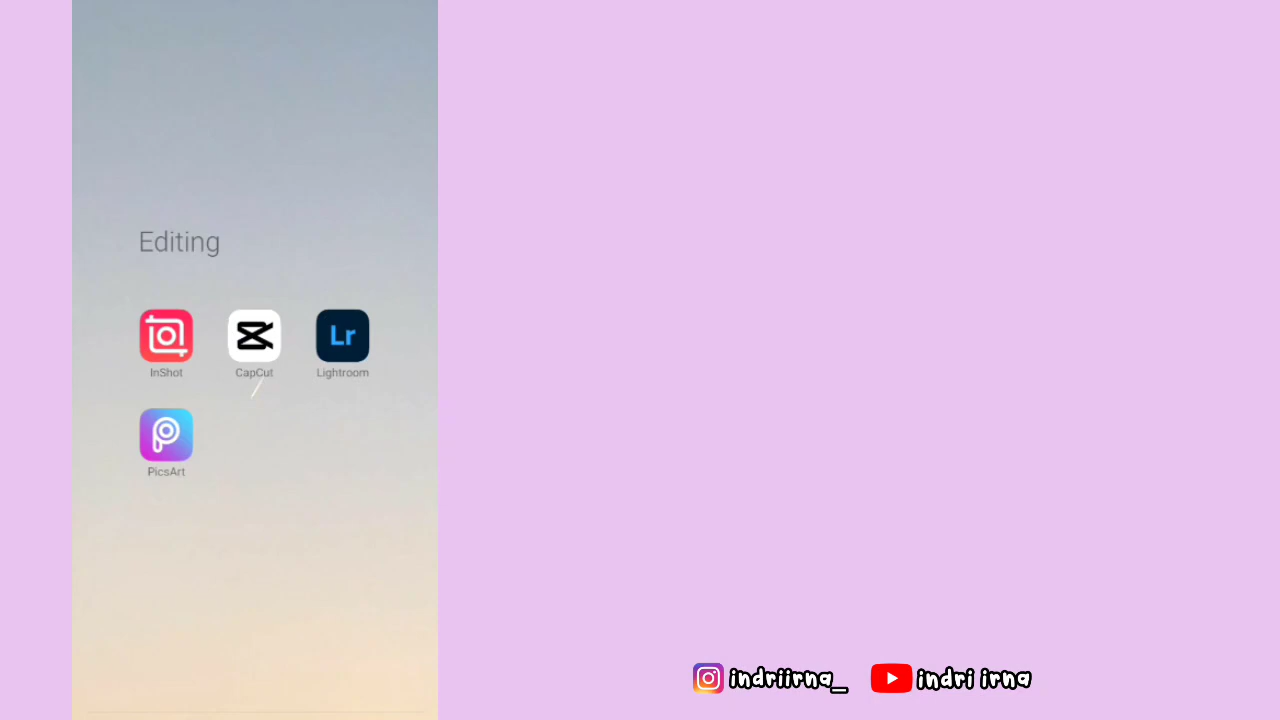 Editing
InShot
CapCut
Lightroom
Lr
PicsArt
indriirna_
indri irna